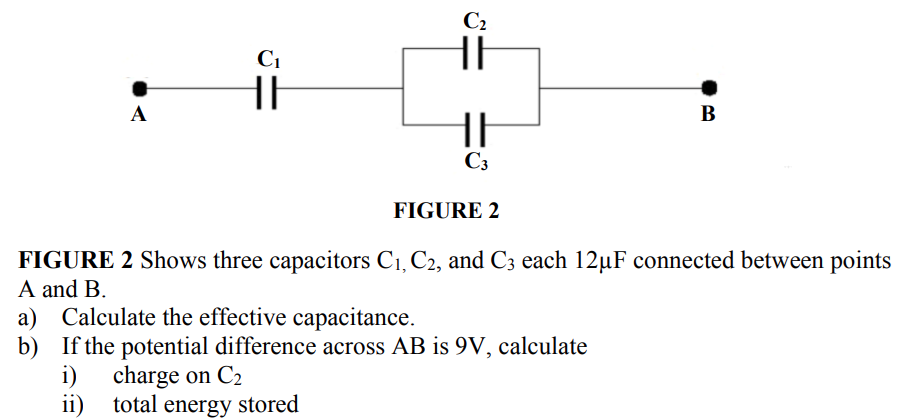 C₂
C₁
A
B
C₃
FIGURE 2
FIGURE 2 Shows three capacitors C₁, C₂, and C₃ each 12μF connected between points
A and B.
a) Calculate the effective capacitance.
b) If the potential difference across AB is 9V, calculate
i) charge on C₂
ii) total energy stored